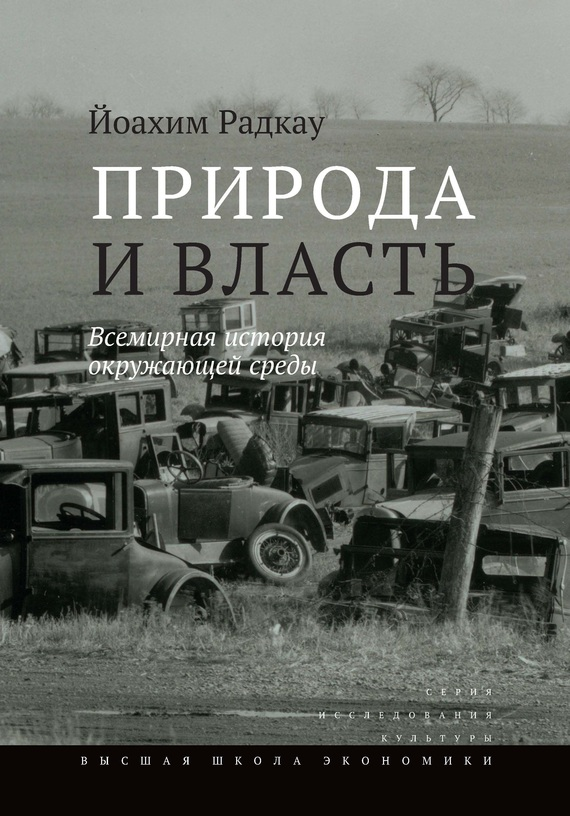 Йоахим Радкау
ПРИРОДА
И ВЛАСТЬ
Всемирная история
окружающей среды
СЕРИЯ
ИССЛЕДОВАНИЯ
КУЛЬТУРЫ
ВЫСШАЯ ШКОЛА ЭКОНОМИКИ